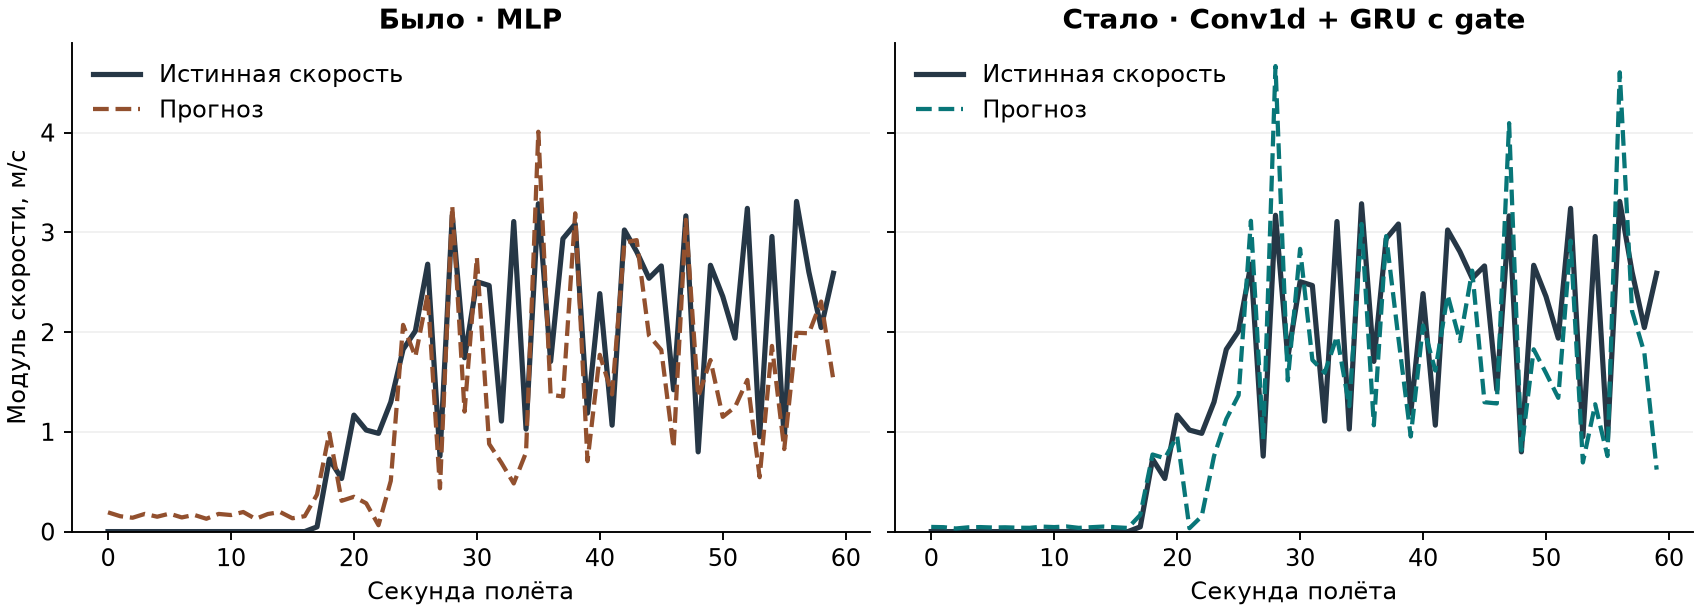 Было · MLP
Истинная скорость
Прогноз
Модуль скорости, м/с
4
3
2
1
0
0 10 20 30 40 50 60
Секунда полёта
Стало · Conv1d + GRU с gate
Истинная скорость
Прогноз
0 10 20 30 40 50 60
Секунда полёта